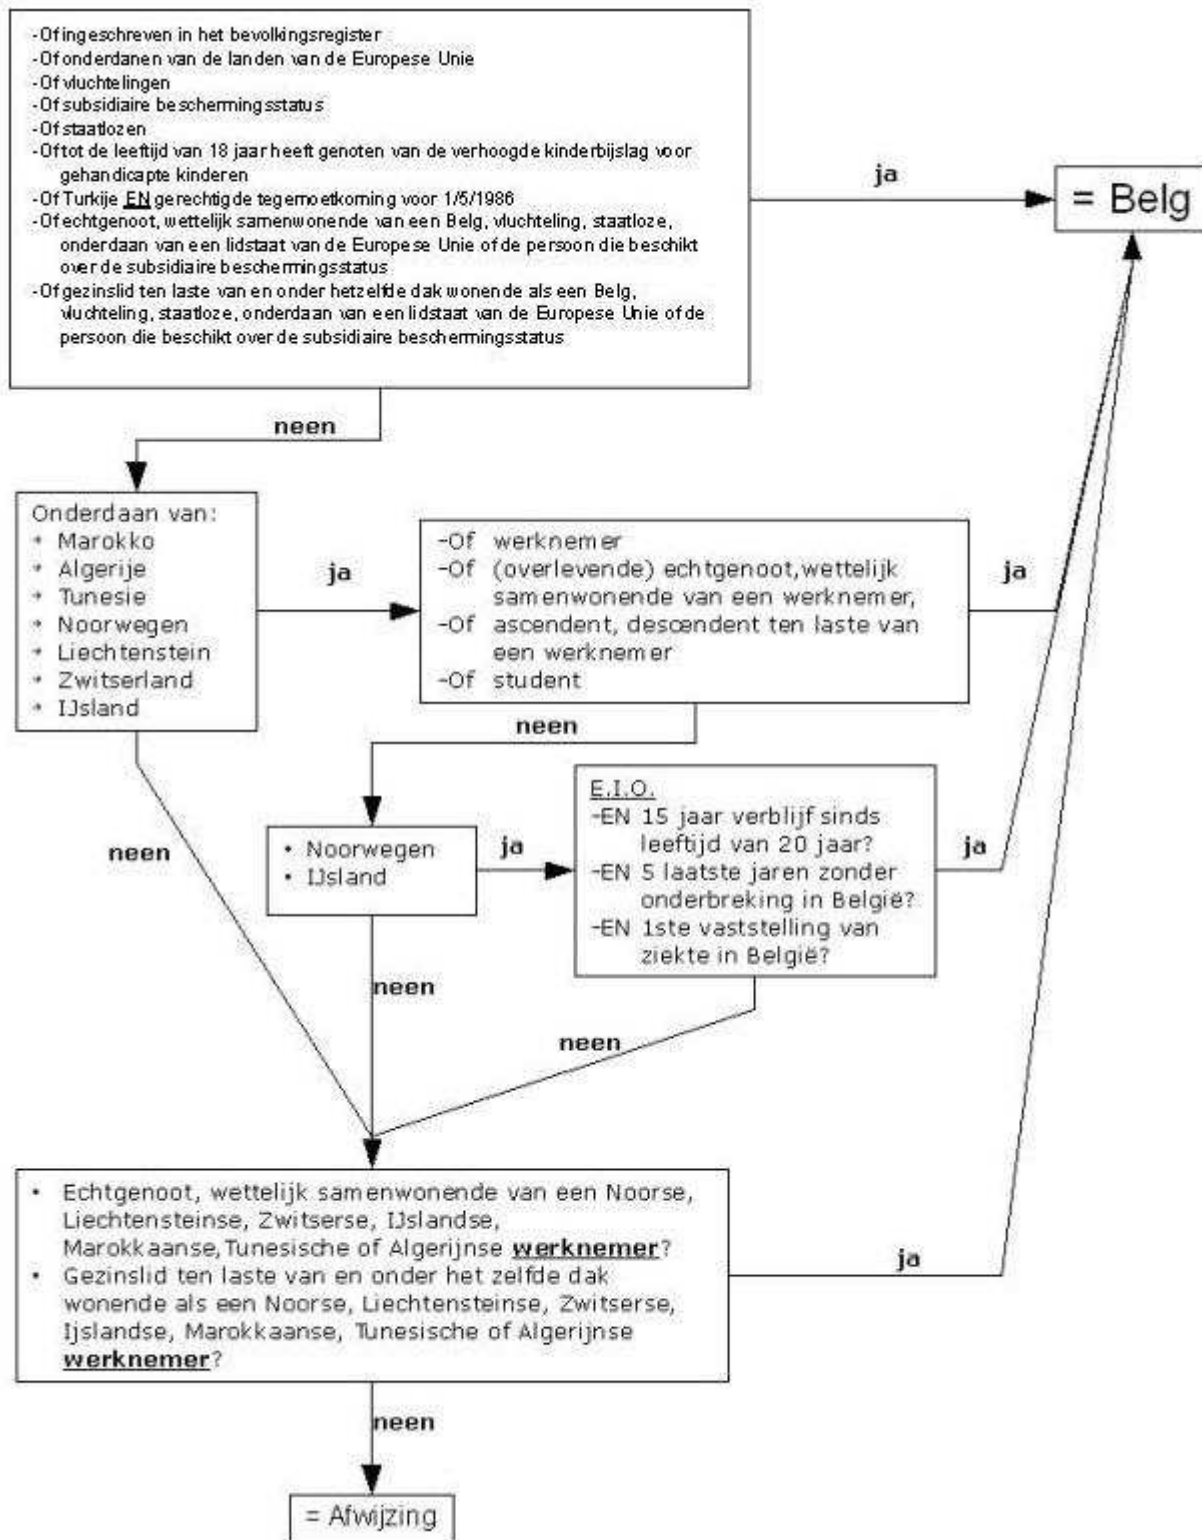 -Of ingeschreven in het bevolkingsregister
-Of onderdanen van de landen van de Europese Unie
-Of vluchtelingen
-Of subsidiaire beschermingsstatus
-Of staatlozen
-Of tot de leeftijd van 18 jaar heeft genoten van de verhoogde kinderbijslag voor
gehandicapte kinderen
-Of Turkije EN gerechtigde tegemoetkoming voor 1/5/1986
-Of echtgenoot, wettelijk samenwonende van een Belg, vluchteling, staatloze,
onderdaan van een lidstaat van de Europese Unie of de persoon die beschikt
over de subsidiaire beschermingsstatus
-Of gezinslid ten laste van en onder hetzelfde dak wonende als een Belg,
vluchteling, staatloze, onderdaan van een lidstaat van de Europese Unie of de
persoon die beschikt over de subsidiaire beschermingsstatus
ja
= Belg
neen
Onderdaan van:
Marokko
Algerije
Tunesie
Noorwegen
Liechtenstein
Zwitserland
IJsland
ja
-Of werknemer
-Of (overlevende) echtgenoot,wettelijk
samenwonende van een werknemer,
-Of ascendent, descendent ten laste van
een werknemer
-Of student
ja
neen
neen
• Noorwegen
• IJsland
ja
E.I.O.
-EN 15 jaar verblijf sinds
leeftijd van 20 jaar?
-EN 5 laatste jaren zonder
onderbreking in België?
-EN 1ste vaststelling van
ziekte in België?
ja
neen
neen
• Echtgenoot, wettelijk samenwonende van een Noorse,
Liechtensteinse, Zwitserse, IJslandse,
Marokkaanse,Tunesische of Algerijnse werknemer?
• Gezinslid ten laste van en onder het zelfde dak
wonende als een Noorse, Liechtensteinse, Zwitserse,
Ijslandse, Marokkaanse, Tunesische of Algerijnse
werknemer?
ja
neen
= Afwijzing